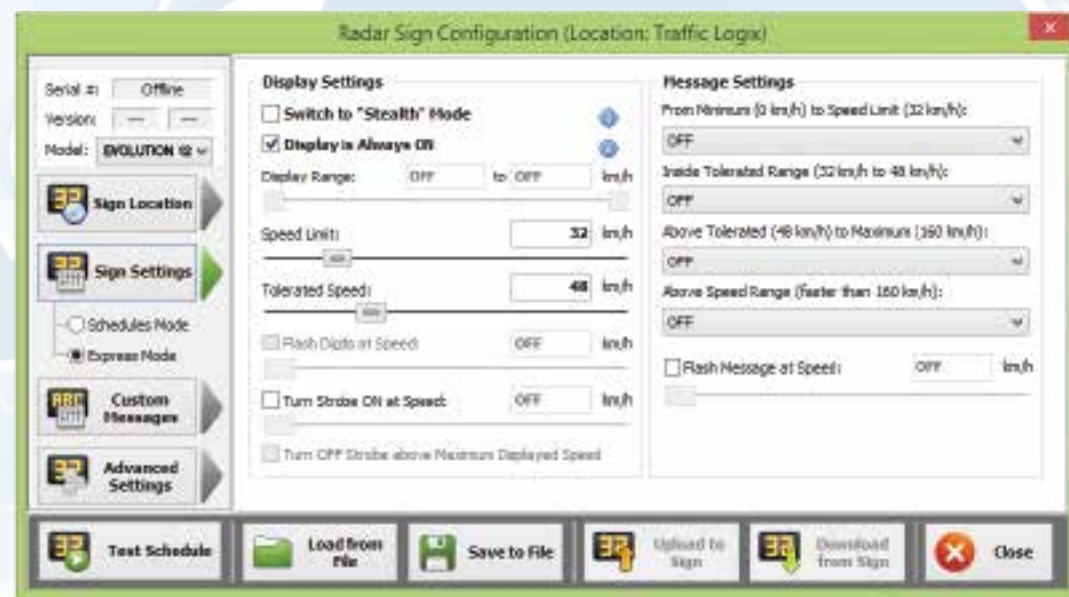 Radar Sign Configuration (Location: Traffic Logix)
Serial #: Offline
Version: --- ---
Model: EVOLUTION 12
Sign Location
Sign Settings
Schedules Mode
Express Mode
Custom Messages
Advanced Settings
Display Settings
Switch to "Stealth" Mode
Display is Always ON
Display Range: OFF to OFF km/h
Speed Limit: 32 km/h
Tolerated Speed: 48 km/h
Flash Digits at Speed: OFF km/h
Turn Strobe ON at Speed: OFF km/h
Turn OFF Strobe above Maximum Displayed Speed
Message Settings
From Minimum (0 km/h) to Speed Limit (32 km/h):
OFF
Inside Tolerated Range (32 km/h to 48 km/h):
OFF
Above Tolerated (48 km/h) to Maximum (160 km/h):
OFF
Above Speed Range (faster than 160 km/h):
OFF
Flash Message at Speed: OFF km/h
Test Schedule
Load from File
Save to File
Upload to Sign
Download from Sign
Close